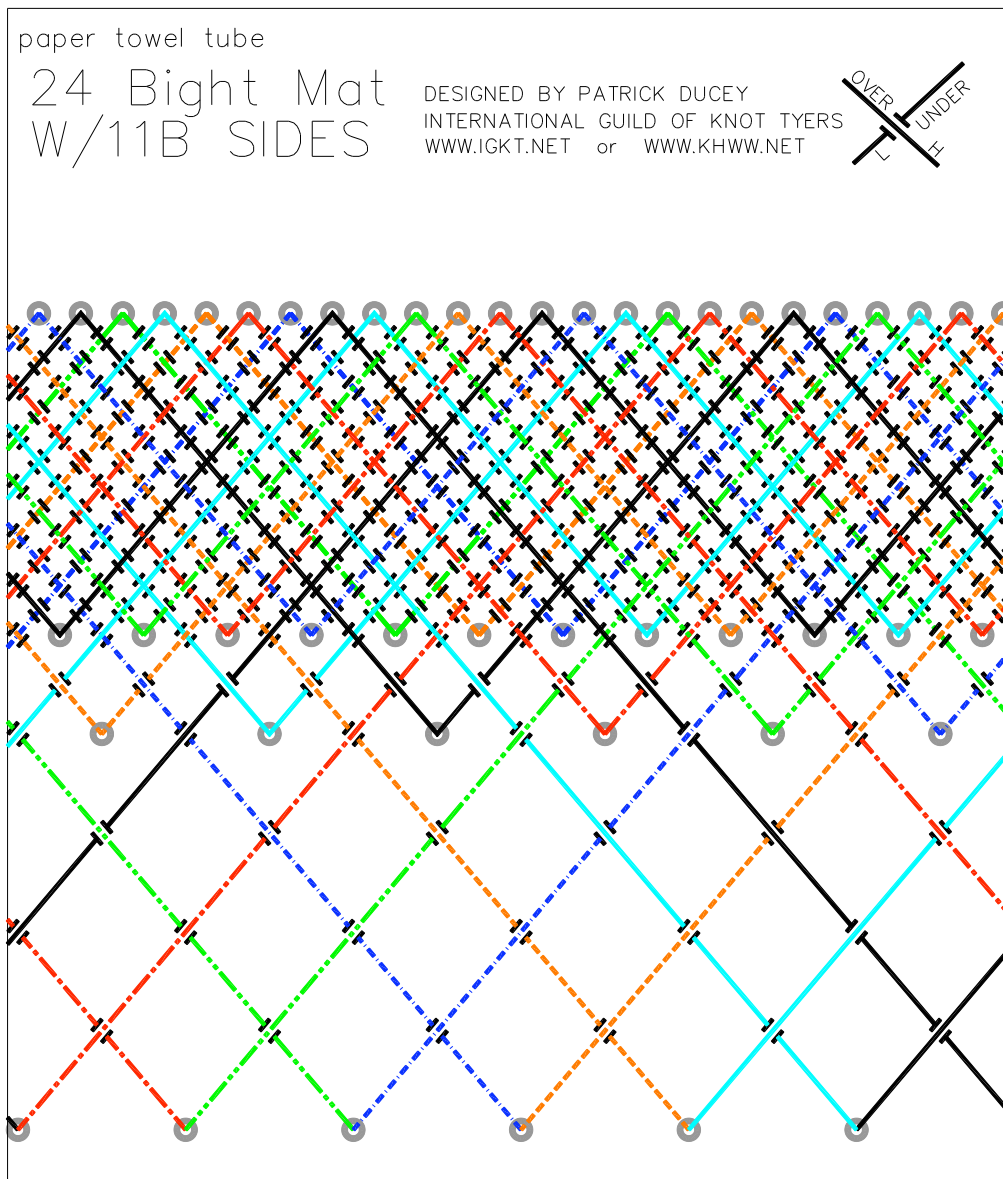 paper towel tube
24 Bight Mat
W/11B SIDES
DESIGNED BY PATRICK DUCEY
INTERNATIONAL GUILD OF KNOT TYERS
WWW.IGKT.NET or WWW.KHWW.NET
OVER
UNDER
L
H